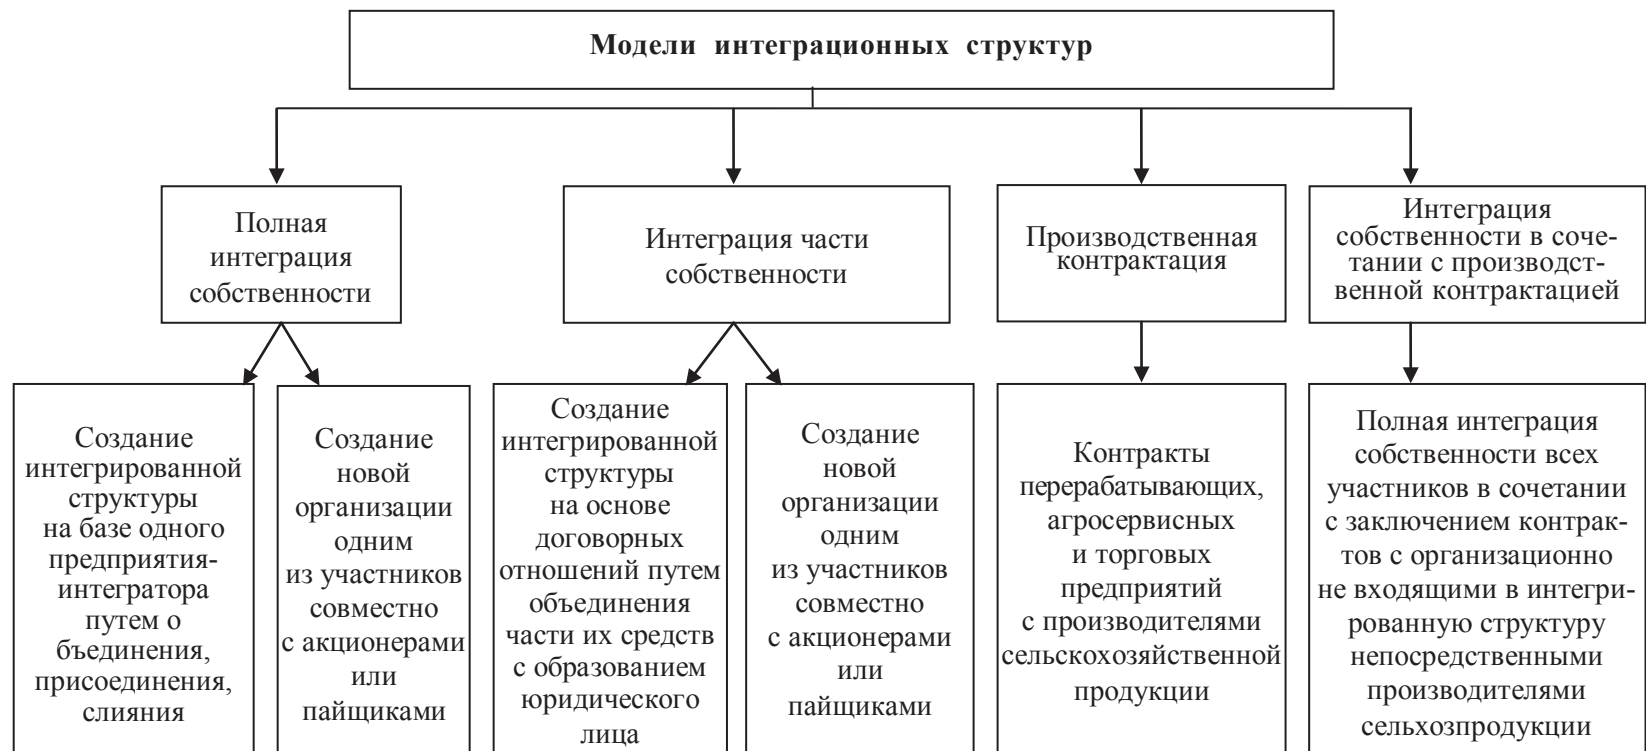 Модели интеграционных структур
Полная
интеграция
собственности
Интеграция части
собственности
Производственная
контрактация
Интеграция
собственности в соче-
тании с производст-
венной контрактацией
Создание
интегрированной
структуры
на базе одного
предприятия-
интегратора
путем о
бъединения,
присоединения,
слияния
Создание
новой
организации
одним
из участников
совместно
с акционерами
или
пайщиками
Создание
интегрированной
структуры
на основе
договорных
отношений путем
объединения
части их средств
с образованием
юридического
лица
Создание
новой
организации
одним
из участников
совместно
с акционерами
или
пайщиками
Контракты
перерабатывающих,
агросервисных
и торговых
предприятий
с производителями
сельскохозяйственной
продукции
Полная интеграция
собственности всех
участников в сочетании
с заключением контрак-
тов с организационно
не входящими в интегри-
рованную структуру
непосредственными
производителями
сельхозпродукции